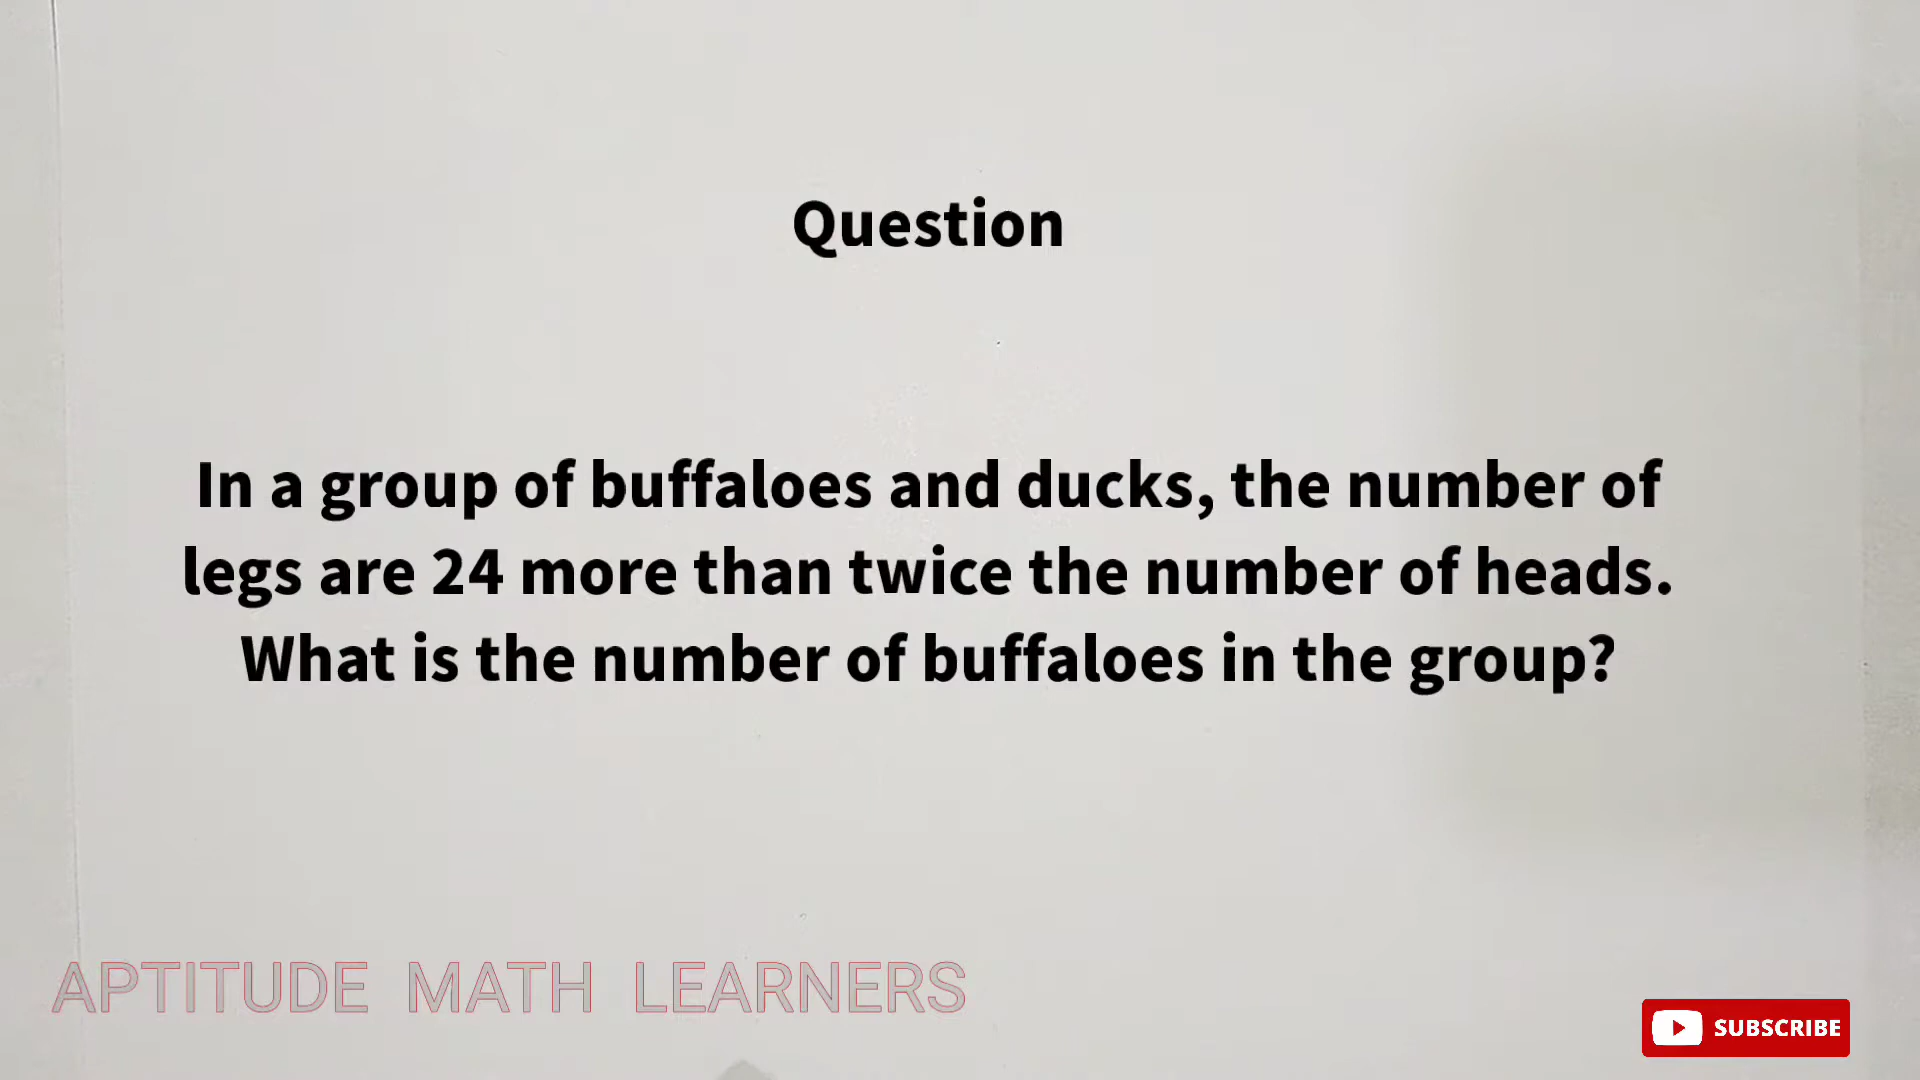 Question
In a group of buffaloes and ducks, the number of
legs are 24 more than twice the number of heads.
What is the number of buffaloes in the group?
APTITUDE MATH LEARNERS
SUBSCRIBE